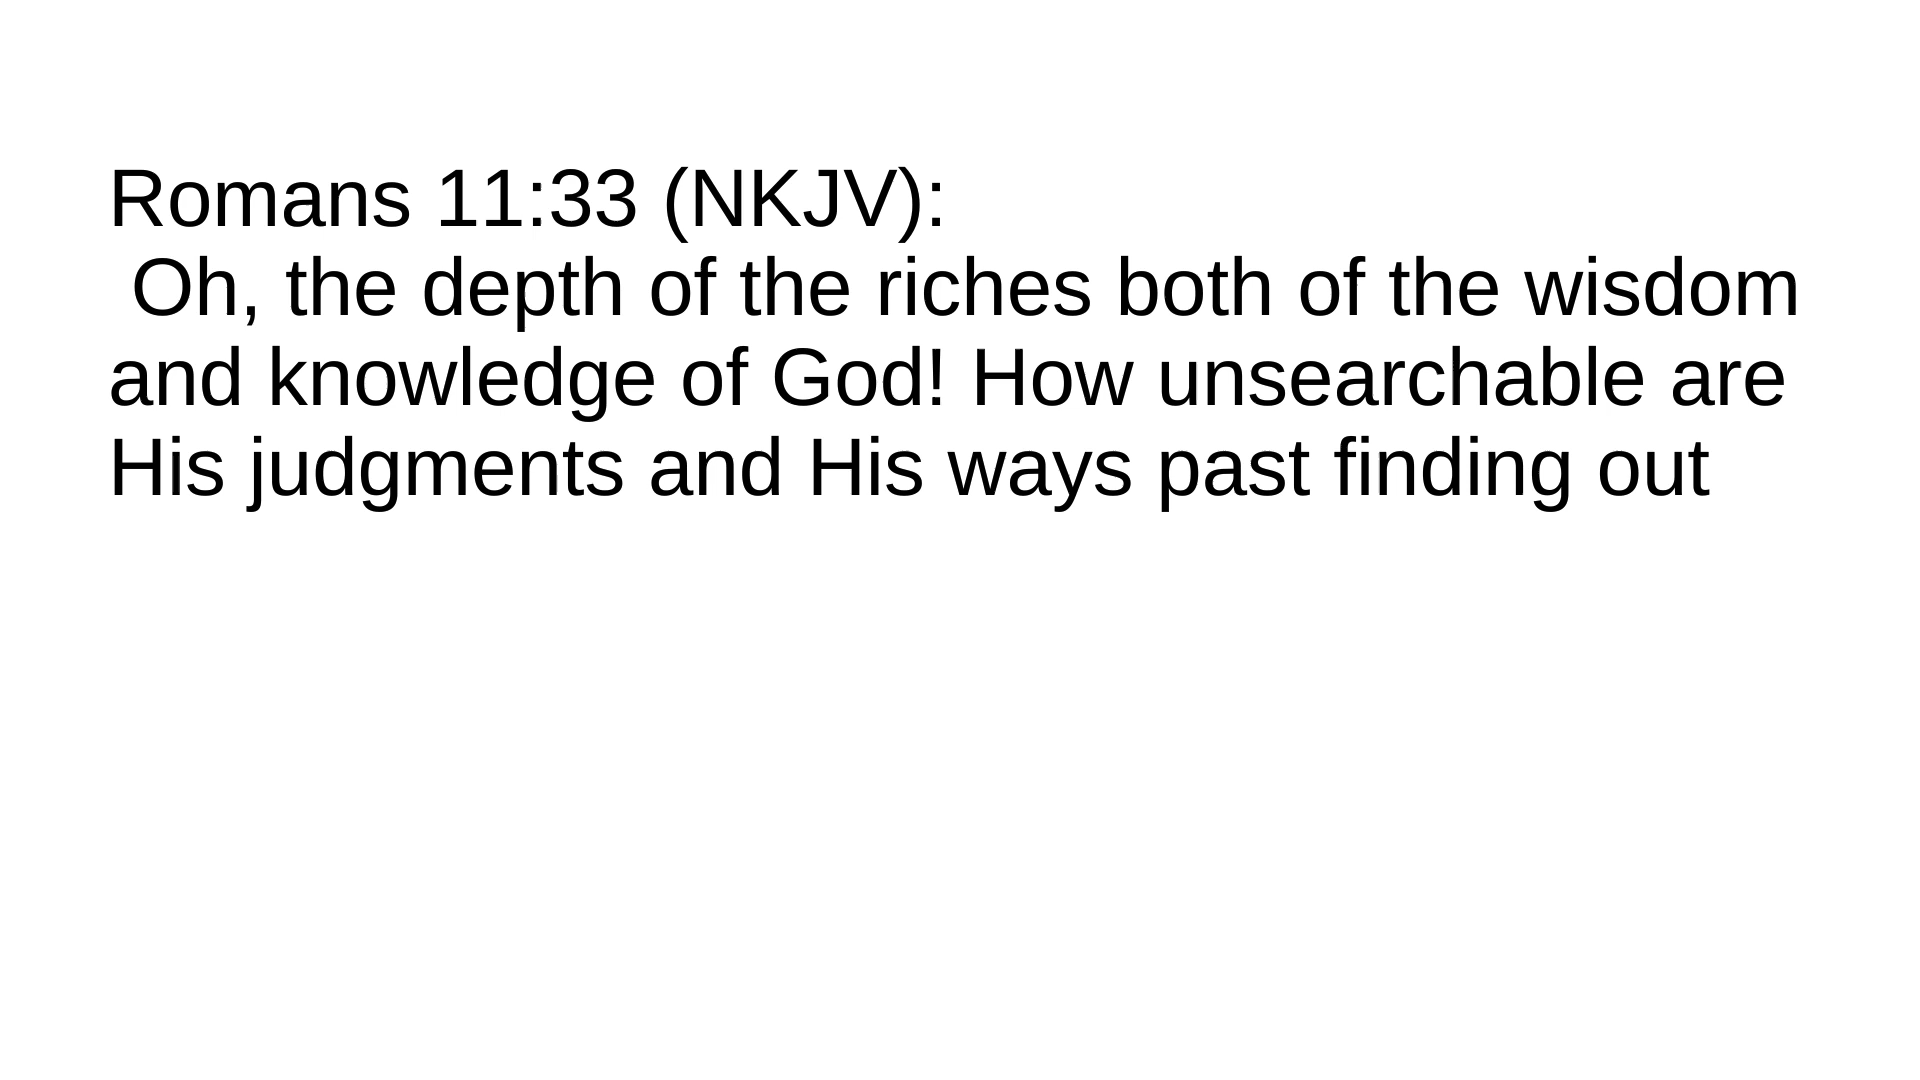 Romans 11:33 (NKJV):
Oh, the depth of the riches both of the wisdom
and knowledge of God! How unsearchable are
His judgments and His ways past finding out